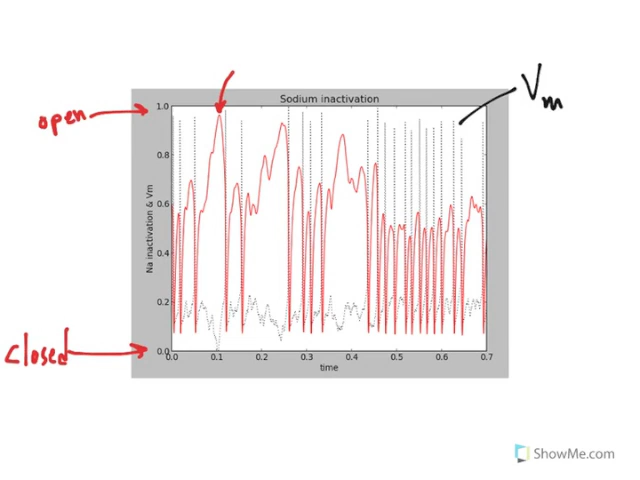 Vm
open
closed
Sodium inactivation
Na inactivation & Vm
1.0
0.8
0.6
0.4
0.2
0.0
0.0 0.1 0.2 0.3 0.4 0.5 0.6 0.7
time
ShowMe.com